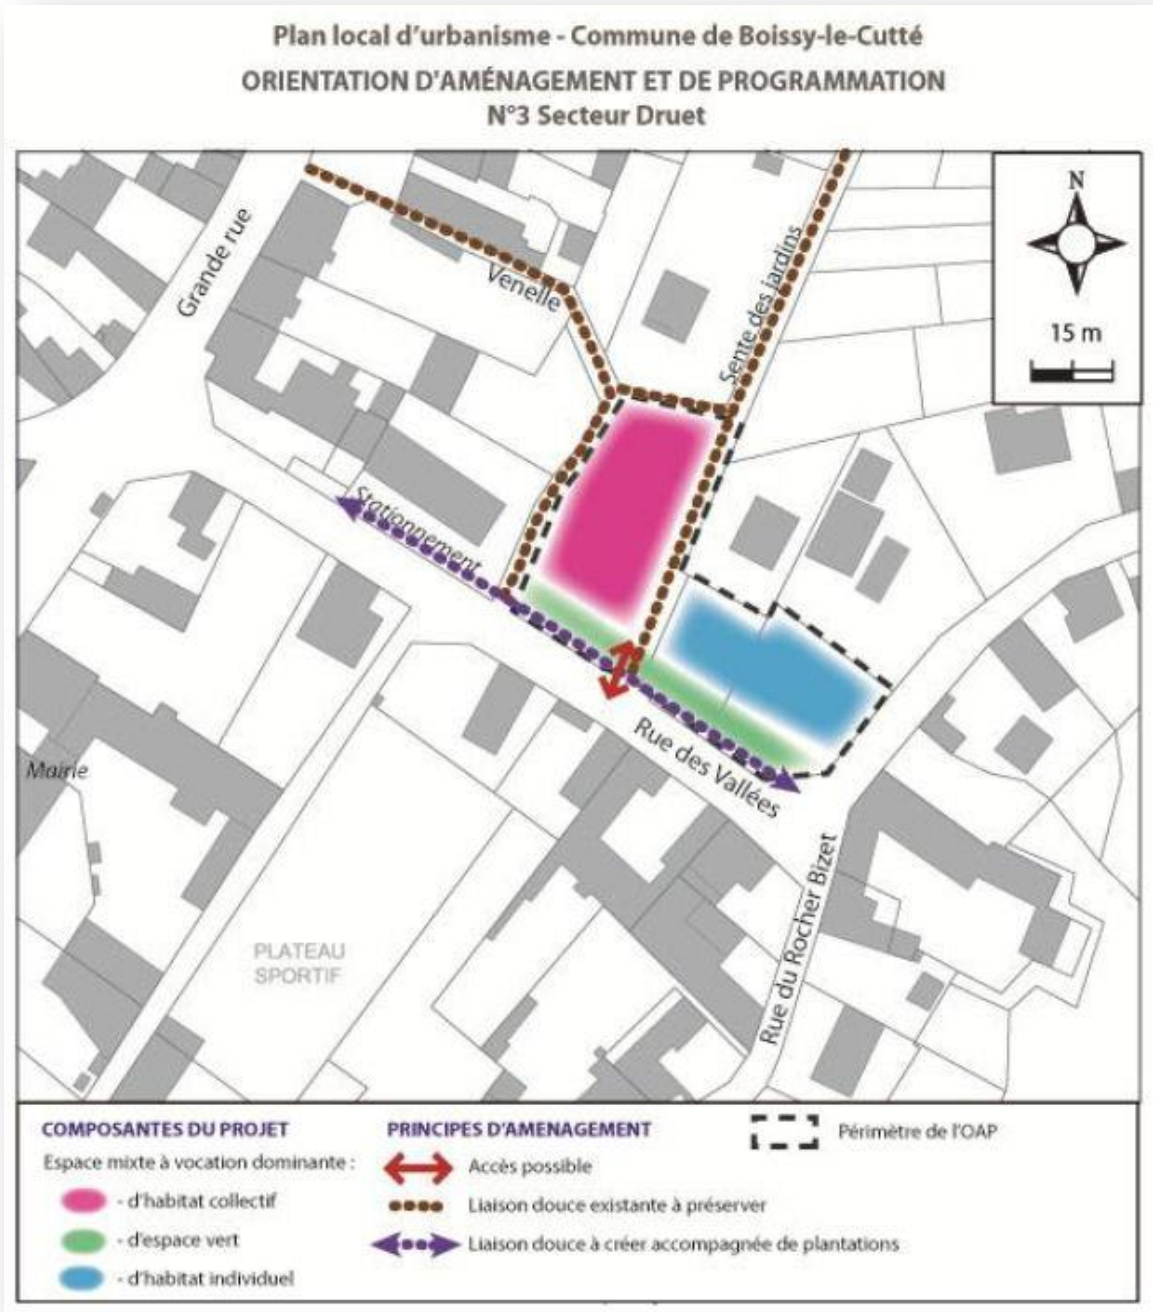 Plan local d'urbanisme - Commune de Boissy-le-Cutté
ORIENTATION D'AMÉNAGEMENT ET DE PROGRAMMATION
N°3 Secteur Druet
N
15 m
Grande rue
Venelle
Sente des jardins
Stationnement
Rue des Vallées
Mairie
Rue du Rocher Bizet
PLATEAU
SPORTIF
COMPOSANTES DU PROJET
Espace mixte à vocation dominante :
- d'habitat collectif
- d'espace vert
- d'habitat individuel
PRINCIPES D'AMENAGEMENT
Accès possible
Liaison douce existante à préserver
Liaison douce à créer accompagnée de plantations
Périmètre de l'OAP